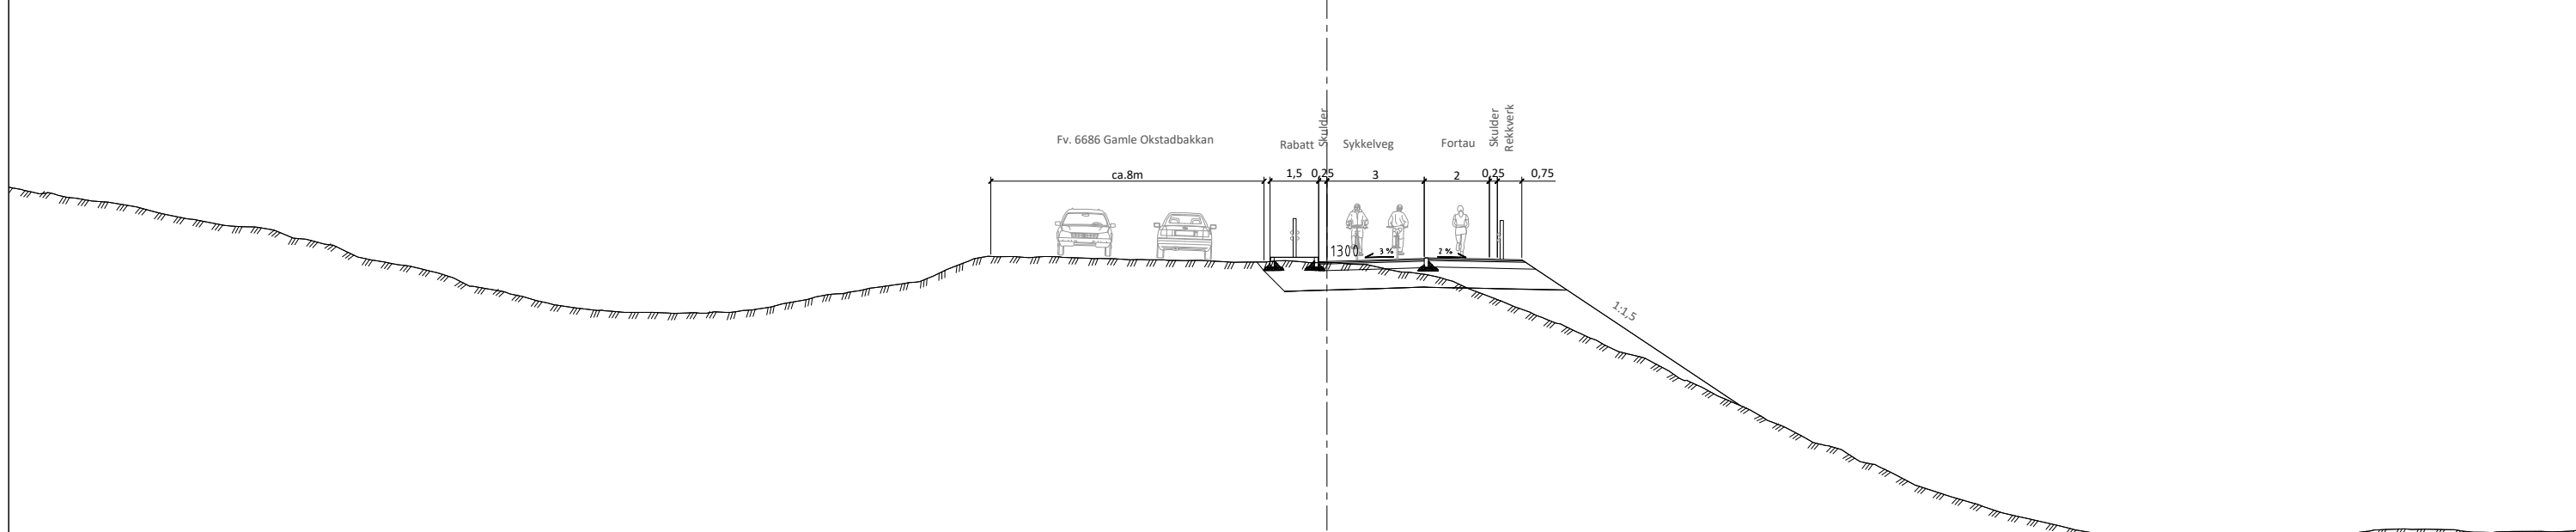 Fv. 6686 Gamle Okstadbakkan
Rabatt
Skulder
Sykkelveg
Fortau
Skulder
Rekkverk
ca.8m
1,5
0,25
3
2
0,25
0,75
1300
3 %
2 %
1:1,5